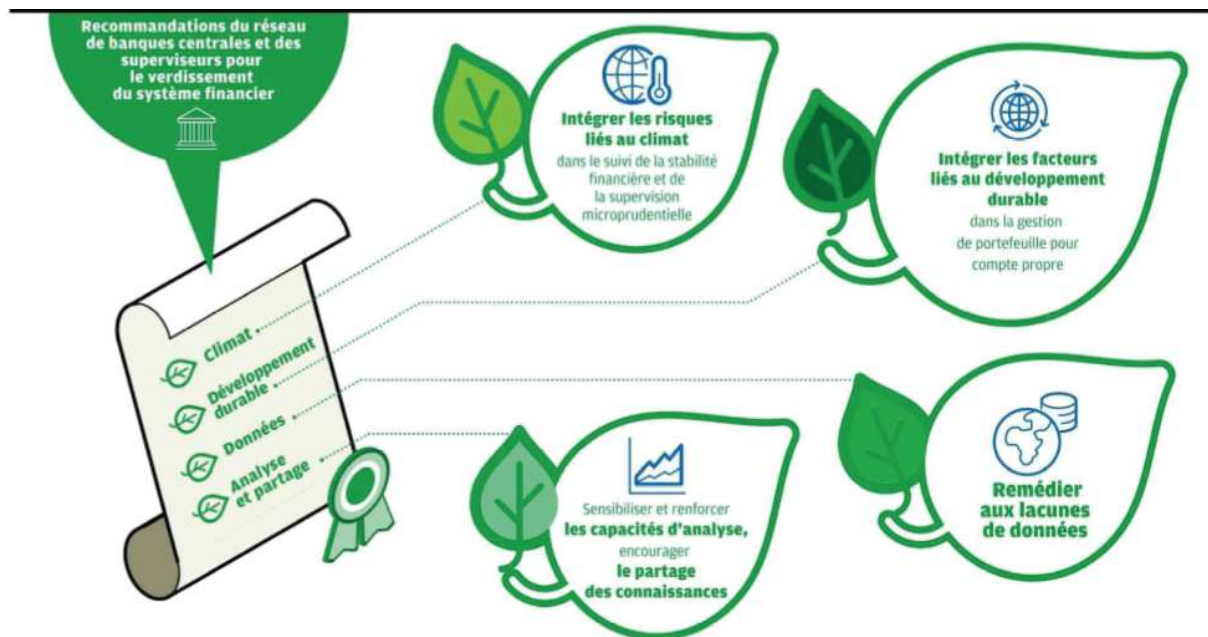 Recommandations du réseau
de banques centrales et des
superviseurs pour
le verdissement
du système financier
Climat
Développement
durable
Données
Analyse
et partage
Intégrer les risques
liés au climat
dans le suivi de la stabilité
financière et de
la supervision
microprudentielle
Intégrer les facteurs
liés au développement
durable
dans la gestion
de portefeuille pour
compte propre
Sensibiliser et renforcer
les capacités d'analyse,
encourager
le partage
des connaissances
Remédier
aux lacunes
de données